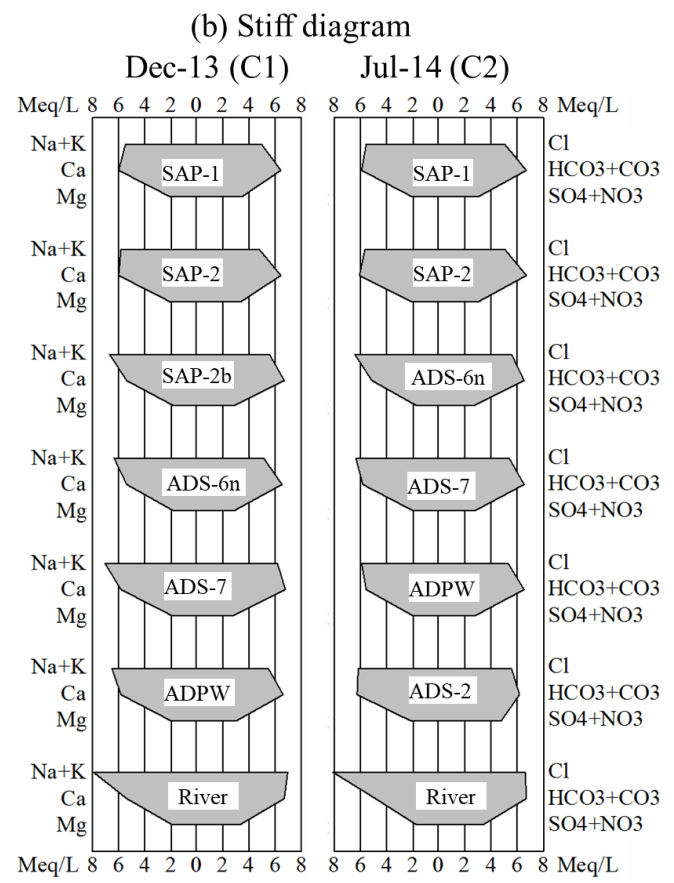 (b) Stiff diagram
Dec-13 (C1) Jul-14 (C2)
Meq/L 8 6 4 2 0 2 4 6 8 8 6 4 2 0 2 4 6 8 Meq/L
Na+K Cl
Ca SAP-1 SAP-1 HCO3+CO3
Mg SO4+NO3
Na+K Cl
Ca SAP-2 SAP-2 HCO3+CO3
Mg SO4+NO3
Na+K Cl
Ca SAP-2b ADS-6n HCO3+CO3
Mg SO4+NO3
Na+K Cl
Ca ADS-6n ADS-7 HCO3+CO3
Mg SO4+NO3
Na+K Cl
Ca ADS-7 ADPW HCO3+CO3
Mg SO4+NO3
Na+K Cl
Ca ADPW ADS-2 HCO3+CO3
Mg SO4+NO3
Na+K Cl
Ca River River HCO3+CO3
Mg SO4+NO3
Meq/L 8 6 4 2 0 2 4 6 8 8 6 4 2 0 2 4 6 8 Meq/L